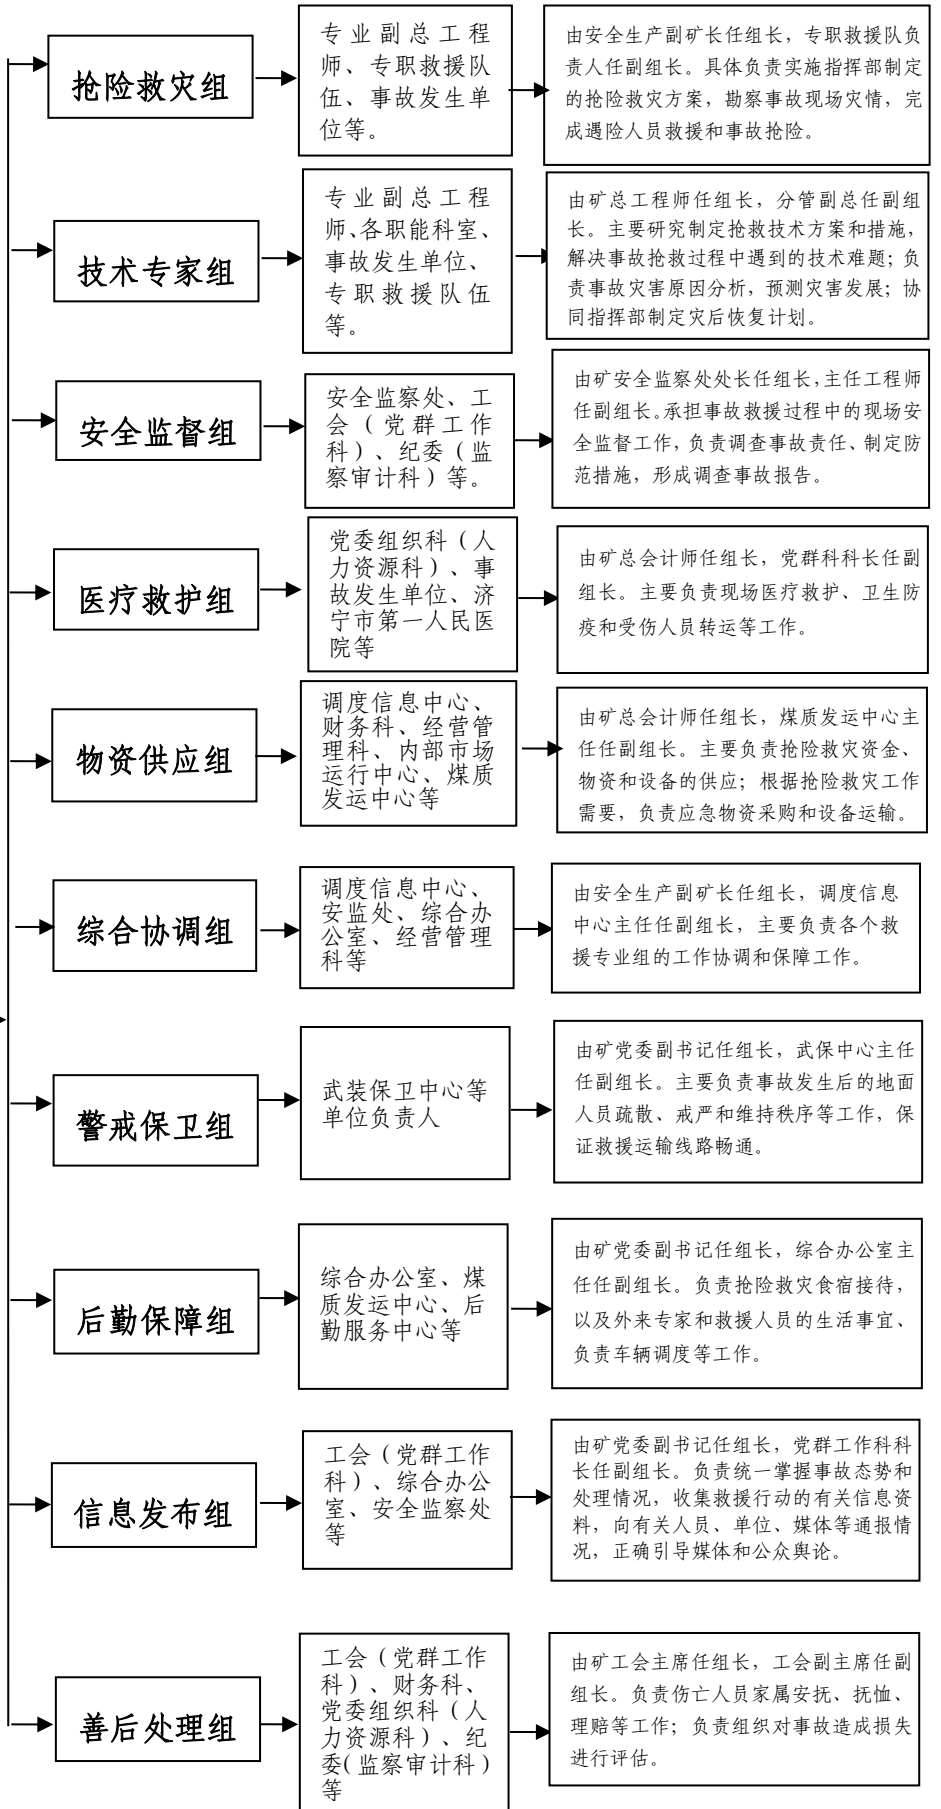 抢险救灾组
专业副总工程
师、专职救援队
伍、事故发生单
位等。
由安全生产副矿长任组长，专职救援队负
责人任副组长。具体负责实施指挥部制定
的抢险救灾方案，勘察事故现场灾情，完
成遇险人员救援和事故抢险。
技术专家组
专业副总工程
师、各职能科室、
事故发生单位、
专职救援队伍
等。
由矿总工程师任组长，分管副总任副组
长。主要研究制定抢救技术方案和措施，
解决事故抢救过程中遇到的技术难题；负
责事故灾害原因分析，预测灾害发展；协
同指挥部制定灾后恢复计划。
安全监督组
安全监察处、工
会（党群工作
科）、纪委（监
察审计科）等。
由矿安全监察处处长任组长，主任工程师
任副组长。承担事故救援过程中的现场安
全监督工作，负责调查事故责任、制定防
范措施，形成调查事故报告。
医疗救护组
党委组织科（人
力资源科）、事
故发生单位、济
宁市第一人民医
院等
由矿总会计师任组长，党群科科长任副
组长。主要负责现场医疗救护、卫生防
疫和受伤人员转运等工作。
物资供应组
调度信息中心、
财务科、经营管
理科、内部市场
运行中心、煤质
发运中心等
由矿总会计师任组长，煤质发运中心主
任任副组长。主要负责抢险救灾资金、
物资和设备的供应；根据抢险救灾工作
需要，负责应急物资采购和设备运输。
综合协调组
调度信息中心、
安监处、综合办
公室、经营管理
科等
由安全生产副矿长任组长，调度信息
中心主任任副组长，主要负责各个救
援专业组的工作协调和保障工作。
警戒保卫组
武装保卫中心等
单位负责人
由矿党委副书记任组长，武保中心主任
任副组长。主要负责事故发生后的地面
人员疏散、戒严和维持秩序等工作，保
证救援运输线路畅通。
后勤保障组
综合办公室、煤
质发运中心、后
勤服务中心等
由矿党委副书记任组长，综合办公室主
任任副组长。负责抢险救灾食宿接待，
以及外来专家和救援人员的生活事宜、
负责车辆调度等工作。
信息发布组
工会（党群工作
科）、综合办公
室、安全监察处
等
由矿党委副书记任组长，党群工作科科
长任副组长。负责统一掌握事故态势和
处理情况，收集救援行动的有关信息资
料，向有关人员、单位、媒体等通报情
况，正确引导媒体和公众舆论。
善后处理组
工会（党群工作
科）、财务科、
党委组织科（人
力资源科）、纪
委（监察审计科）
等
由矿工会主席任组长，工会副主席任副
组长。负责伤亡人员家属安抚、抚恤、
理赔等工作；负责组织对事故造成损失
进行评估。